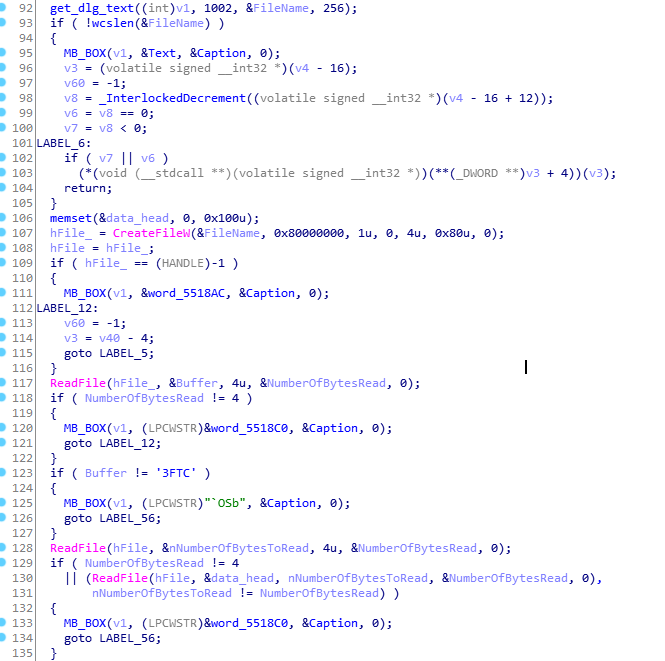 92 get_dlg_text((int)v1, 1002, &FileName, 256);
93 if ( !wcslen(&FileName) )
94 {
95 MB_BOX(v1, &Text, &Caption, 0);
96 v3 = (volatile signed __int32 *)(v4 - 16);
97 v60 = -1;
98 v8 = _InterlockedDecrement((volatile signed __int32 *)(v4 - 16 + 12));
99 v6 = v8 == 0;
100 v7 = v8 < 0;
101 LABEL_6:
102 if ( v7 || v6 )
103 (*(void (__stdcall **)(volatile signed __int32 *))(**(_DWORD **)v3 + 4))(v3);
104 return;
105 }
106 memset(&data_head, 0, 0x100u);
107 hFile_ = CreateFileW(&FileName, 0x80000000, 1u, 0, 4u, 0x80u, 0);
108 hFile = hFile_;
109 if ( hFile_ == (HANDLE)-1 )
110 {
111 MB_BOX(v1, &word_5518AC, &Caption, 0);
112 LABEL_12:
113 v60 = -1;
114 v3 = v40 - 4;
115 goto LABEL_5;
116 }
117 ReadFile(hFile_, &Buffer, 4u, &NumberOfBytesRead, 0);
118 if ( NumberOfBytesRead != 4 )
119 {
120 MB_BOX(v1, (LPCWSTR)&word_5518C0, &Caption, 0);
121 goto LABEL_12;
122 }
123 if ( Buffer != '3FTC' )
124 {
125 MB_BOX(v1, (LPCWSTR)"`OSb", &Caption, 0);
126 goto LABEL_56;
127 }
128 ReadFile(hFile, &nNumberOfBytesToRead, 4u, &NumberOfBytesRead, 0);
129 if ( NumberOfBytesRead != 4
130 || (ReadFile(hFile, &data_head, nNumberOfBytesToRead, &NumberOfBytesRead, 0),
131 nNumberOfBytesToRead != NumberOfBytesRead) )
132 {
133 MB_BOX(v1, (LPCWSTR)&word_5518C0, &Caption, 0);
134 goto LABEL_56;
135 }